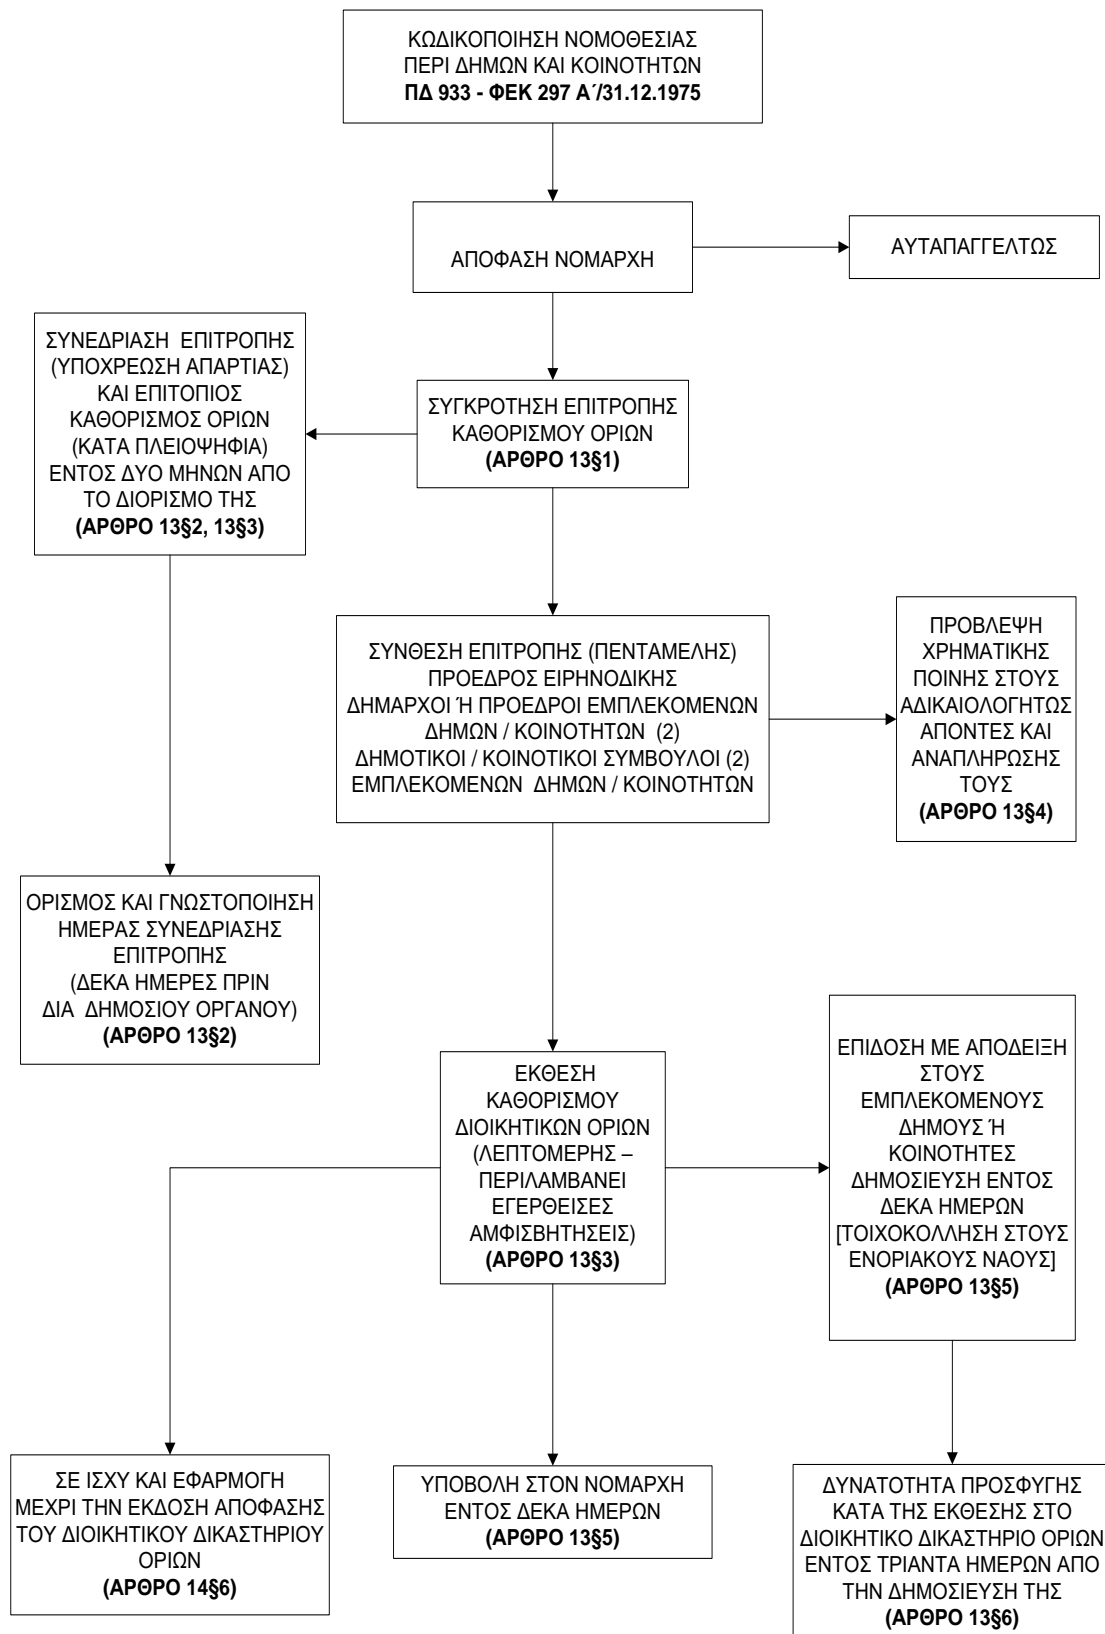 ΚΩΔΙΚΟΠΟΙΗΣΗ ΝΟΜΟΘΕΣΙΑΣ
ΠΕΡΙ ΔΗΜΩΝ ΚΑΙ ΚΟΙΝΟΤΗΤΩΝ
ΠΔ 933 - ΦΕΚ 297 Α΄/31.12.1975
ΑΠΟΦΑΣΗ ΝΟΜΑΡΧΗ
ΑΥΤΑΠΑΓΓΕΛΤΩΣ
ΣΥΝΕΔΡΙΑΣΗ ΕΠΙΤΡΟΠΗΣ
(ΥΠΟΧΡΕΩΣΗ ΑΠΑΡΤΙΑΣ)
ΚΑΙ ΕΠΙΤΟΠΙΟΣ
ΚΑΘΟΡΙΣΜΟΣ ΟΡΙΩΝ
(ΚΑΤΑ ΠΛΕΙΟΨΗΦΙΑ)
ΕΝΤΟΣ ΔΥΟ ΜΗΝΩΝ ΑΠΟ
ΤΟ ΔΙΟΡΙΣΜΟ ΤΗΣ
(ΑΡΘΡΟ 13§2, 13§3)
ΣΥΓΚΡΟΤΗΣΗ ΕΠΙΤΡΟΠΗΣ
ΚΑΘΟΡΙΣΜΟΥ ΟΡΙΩΝ
(ΑΡΘΡΟ 13§1)
ΣΥΝΘΕΣΗ ΕΠΙΤΡΟΠΗΣ (ΠΕΝΤΑΜΕΛΗΣ)
ΠΡΟΕΔΡΟΣ ΕΙΡΗΝΟΔΙΚΗΣ
ΔΗΜΑΡΧΟΙ Ή ΠΡΟΕΔΡΟΙ ΕΜΠΛΕΚΟΜΕΝΩΝ
ΔΗΜΩΝ / ΚΟΙΝΟΤΗΤΩΝ (2)
ΔΗΜΟΤΙΚΟΙ / ΚΟΙΝΟΤΙΚΟΙ ΣΥΜΒΟΥΛΟΙ (2)
ΕΜΠΛΕΚΟΜΕΝΩΝ ΔΗΜΩΝ / ΚΟΙΝΟΤΗΤΩΝ
ΠΡΟΒΛΕΨΗ
ΧΡΗΜΑΤΙΚΗΣ
ΠΟΙΝΗΣ ΣΤΟΥΣ
ΑΔΙΚΑΙΟΛΟΓΗΤΩΣ
ΑΠΟΝΤΕΣ ΚΑΙ
ΑΝΑΠΛΗΡΩΣΗΣ
ΤΟΥΣ
(ΑΡΘΡΟ 13§4)
ΟΡΙΣΜΟΣ ΚΑΙ ΓΝΩΣΤΟΠΟΙΗΣΗ
ΗΜΕΡΑΣ ΣΥΝΕΔΡΙΑΣΗΣ
ΕΠΙΤΡΟΠΗΣ
(ΔΕΚΑ ΗΜΕΡΕΣ ΠΡΙΝ
ΔΙΑ ΔΗΜΟΣΙΟΥ ΟΡΓΑΝΟΥ)
(ΑΡΘΡΟ 13§2)
ΕΚΘΕΣΗ
ΚΑΘΟΡΙΣΜΟΥ
ΔΙΟΙΚΗΤΙΚΩΝ ΟΡΙΩΝ
(ΛΕΠΤΟΜΕΡΗΣ –
ΠΕΡΙΛΑΜΒΑΝΕΙ
ΕΓΕΡΘΕΙΣΕΣ
ΑΜΦΙΣΒΗΤΗΣΕΙΣ)
(ΑΡΘΡΟ 13§3)
ΕΠΙΔΟΣΗ ΜΕ ΑΠΟΔΕΙΞΗ
ΣΤΟΥΣ
ΕΜΠΛΕΚΟΜΕΝΟΥΣ
ΔΗΜΟΥΣ Ή
ΚΟΙΝΟΤΗΤΕΣ
ΔΗΜΟΣΙΕΥΣΗ ΕΝΤΟΣ
ΔΕΚΑ ΗΜΕΡΩΝ
[ΤΟΙΧΟΚΟΛΛΗΣΗ ΣΤΟΥΣ
ΕΝΟΡΙΑΚΟΥΣ ΝΑΟΥΣ]
(ΑΡΘΡΟ 13§5)
ΣΕ ΙΣΧΥ ΚΑΙ ΕΦΑΡΜΟΓΗ
ΜΕΧΡΙ ΤΗΝ ΕΚΔΟΣΗ ΑΠΟΦΑΣΗΣ
ΤΟΥ ΔΙΟΙΚΗΤΙΚΟΥ ΔΙΚΑΣΤΗΡΙΟΥ
ΟΡΙΩΝ
(ΑΡΘΡΟ 14§6)
ΥΠΟΒΟΛΗ ΣΤΟΝ ΝΟΜΑΡΧΗ
ΕΝΤΟΣ ΔΕΚΑ ΗΜΕΡΩΝ
(ΑΡΘΡΟ 13§5)
ΔΥΝΑΤΟΤΗΤΑ ΠΡΟΣΦΥΓΗΣ
ΚΑΤΑ ΤΗΣ ΕΚΘΕΣΗΣ ΣΤΟ
ΔΙΟΙΚΗΤΙΚΟ ΔΙΚΑΣΤΗΡΙΟ ΟΡΙΩΝ
ΕΝΤΟΣ ΤΡΙΑΝΤΑ ΗΜΕΡΩΝ ΑΠΟ
ΤΗΝ ΔΗΜΟΣΙΕΥΣΗ ΤΗΣ
(ΑΡΘΡΟ 13§6)